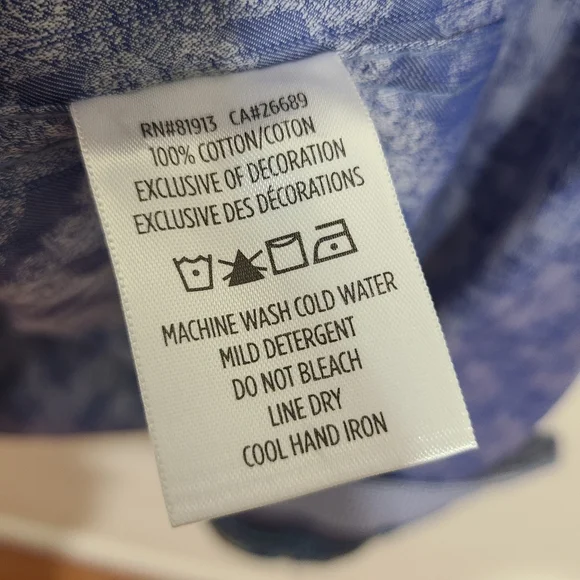 RN#81913 CA#26689
100% COTTON/COTON
EXCLUSIVE OF DECORATION
EXCLUSIVE DES DÉCORATIONS
MACHINE WASH COLD WATER
MILD DETERGENT
DO NOT BLEACH
LINE DRY
COOL HAND IRON